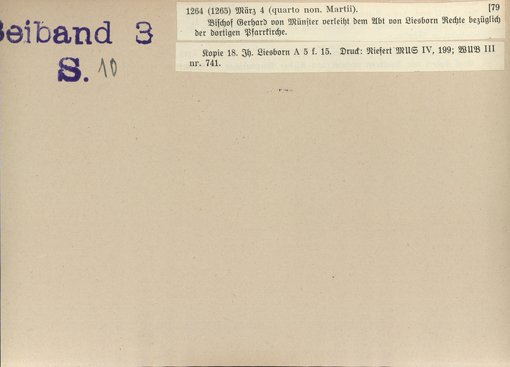 Beiband 3
S. 10
1264 (1265) März 4 (quarto non. Martii). [79
Bischof Gerhard von Münster verleiht dem Abt von Liesborn Rechte bezüglich
der dortigen Pfarrkirche.
Kopie 18. Jh. Liesborn A 5 f. 15. Druck: Niesert MUS IV, 199; WUB III
nr. 741.